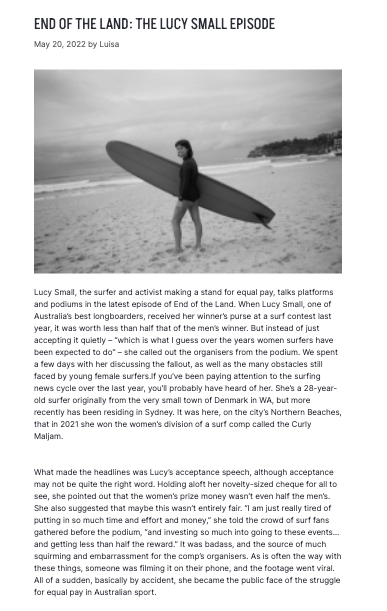 END OF THE LAND: THE LUCY SMALL EPISODE
May 20, 2022 by Luisa
Lucy Small, the surfer and activist making a stand for equal pay, talks platforms
and podiums in the latest episode of End of the Land. When Lucy Small, one of
Australia's best longboarders, received her winner's purse at a surf contest last
year, it was worth less than half that of the men's winner. But instead of just
accepting it quietly – "which is what I guess over the years women surfers have
been expected to do" – she called out the organisers from the podium. We spent
a few days with her discussing the fallout, as well as the many obstacles still
faced by young female surfers.If you've been paying attention to the surfing
news cycle over the last year, you'll probably have heard of her. She's a 28-year-
old surfer originally from the very small town of Denmark in WA, but more
recently has been residing in Sydney. It was here, on the city's Northern Beaches,
that in 2021 she won the women's division of a surf comp called the Curly
Maljam.
What made the headlines was Lucy's acceptance speech, although acceptance
may not be quite the right word. Holding aloft her novelty-sized cheque for all to
see, she pointed out that the women's prize money wasn't even half the men's.
She also suggested that maybe this wasn't entirely fair. "I am just really tired of
putting in so much time and effort and money," she told the crowd of surf fans
gathered before the podium, "and investing so much into going to these events…
and getting less than half the reward." It was badass, and the source of much
squirming and embarrassment for the comp's organisers. As is often the way with
these things, someone was filming it on their phone, and the footage went viral.
All of a sudden, basically by accident, she became the public face of the struggle
for equal pay in Australian sport.